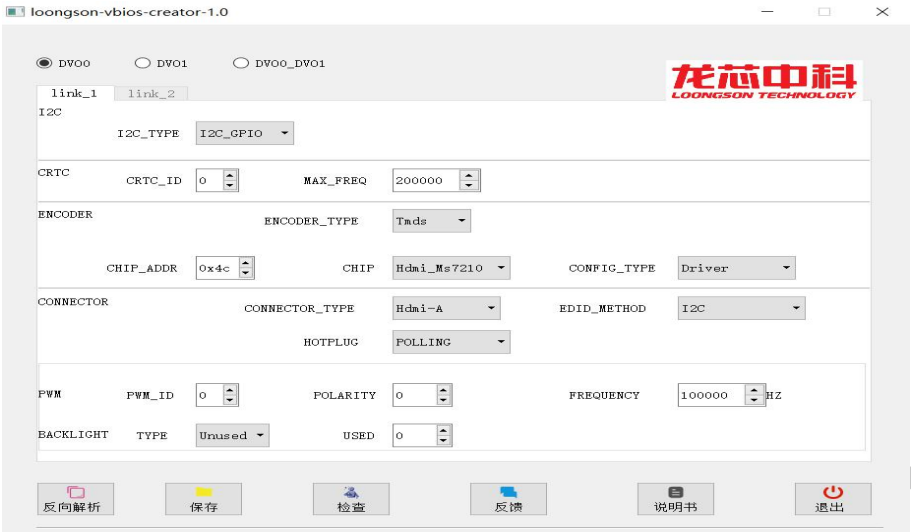 loongson-vbios-creator-1.0
DVO0 DVO1 DVO0_DVO1
龙芯中科
LOONGSON TECHNOLOGY
link_1 link_2
I2C
I2C_TYPE I2C_GPIO
CRTC
CRTC_ID 0 MAX_FREQ 200000
ENCODER
ENCODER_TYPE Tmds
CHIP_ADDR 0x4c CHIP Hdmi_Ms7210 CONFIG_TYPE Driver
CONNECTOR
CONNECTOR_TYPE Hdmi-A EDID_METHOD I2C
HOTPLUG POLLING
PWM PWM_ID 0 POLARITY 0 FREQUENCY 100000 HZ
BACKLIGHT TYPE Unused USED 0
反向解析 保存 检查 反馈 说明书 退出